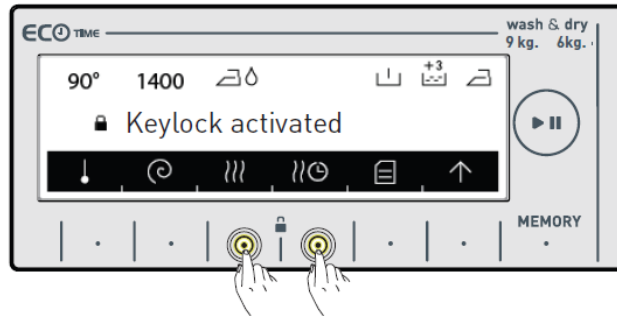 ECO TIME
wash & dry
9 kg. 6kg.
90° 1400
+3
Keylock activated
MEMORY